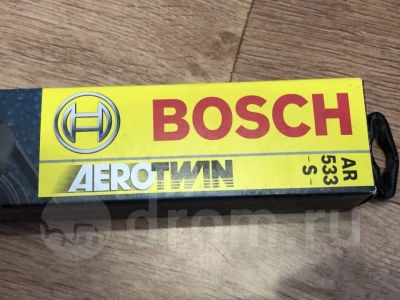 BOSCH
AEROTWIN
AR
533
-S-
drom.ru